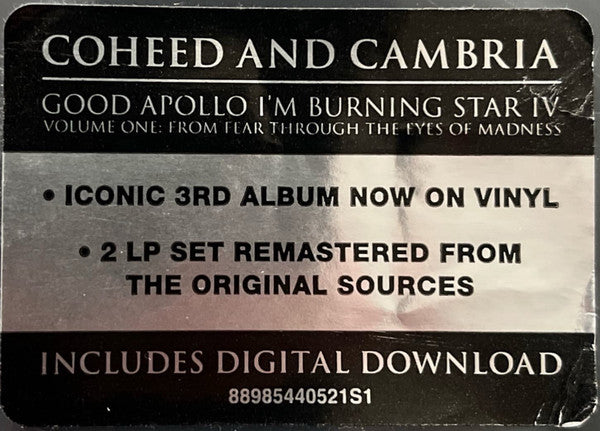 COHEED AND CAMBRIA
GOOD APOLLO I'M BURNING STAR IV
VOLUME ONE: FROM FEAR THROUGH THE EYES OF MADNESS
• ICONIC 3RD ALBUM NOW ON VINYL
• 2 LP SET REMASTERED FROM
THE ORIGINAL SOURCES
INCLUDES DIGITAL DOWNLOAD
88985440521S1